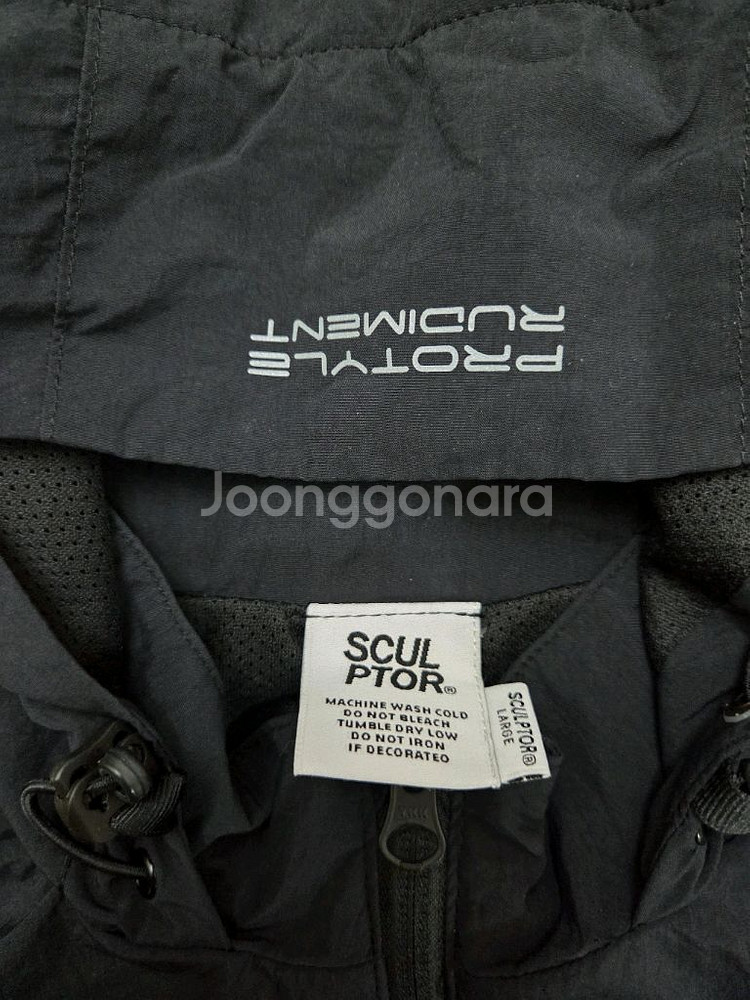 PROTYLE
RUDIMENT
Joonggonara
SCUL
PTOR®
MACHINE WASH COLD
DO NOT BLEACH
TUMBLE DRY LOW
DO NOT IRON
IF DECORATED
SCULPTOR®
LARGE
YKK